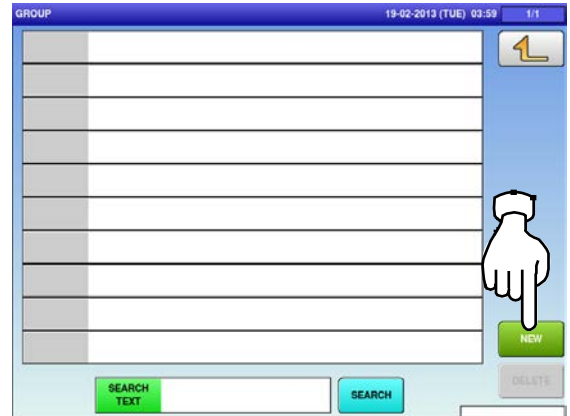 GROUP 19-02-2013 (TUE) 03:59 1/1
NEW
DELETE
SEARCH
TEXT
SEARCH